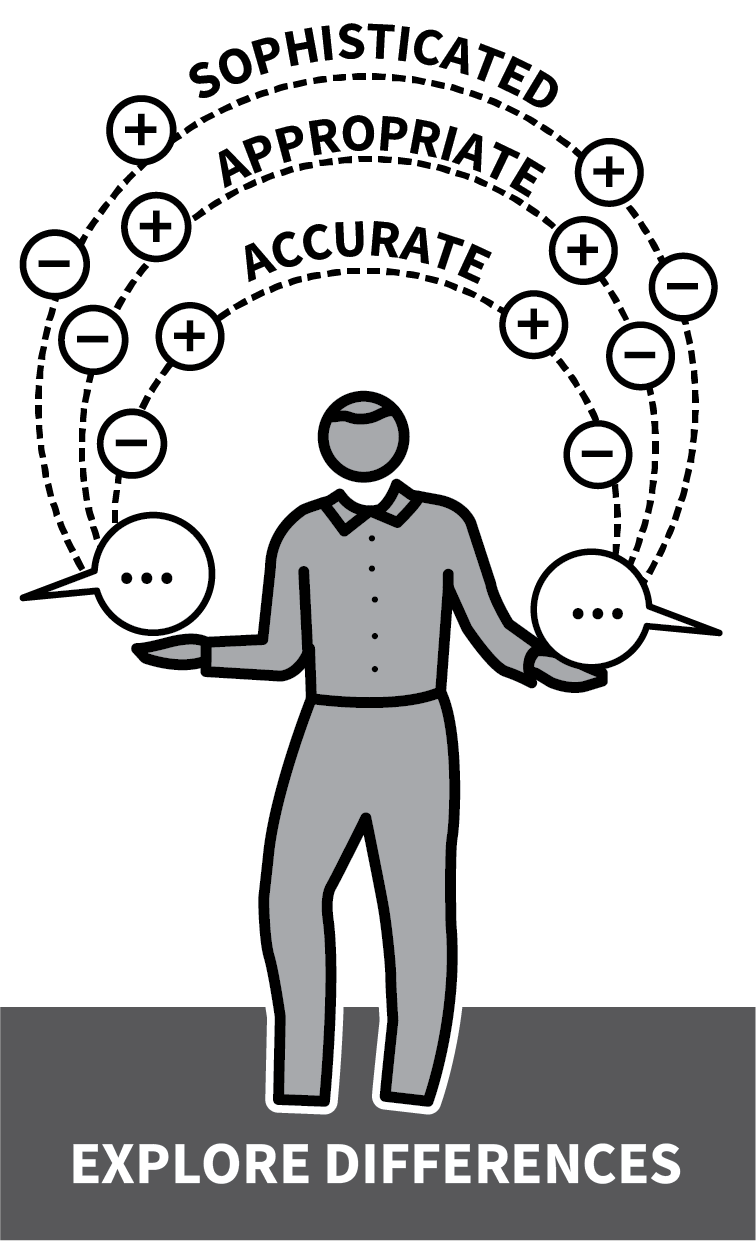 SOPHISTICATED
APPROPRIATE
ACCURATE
EXPLORE DIFFERENCES